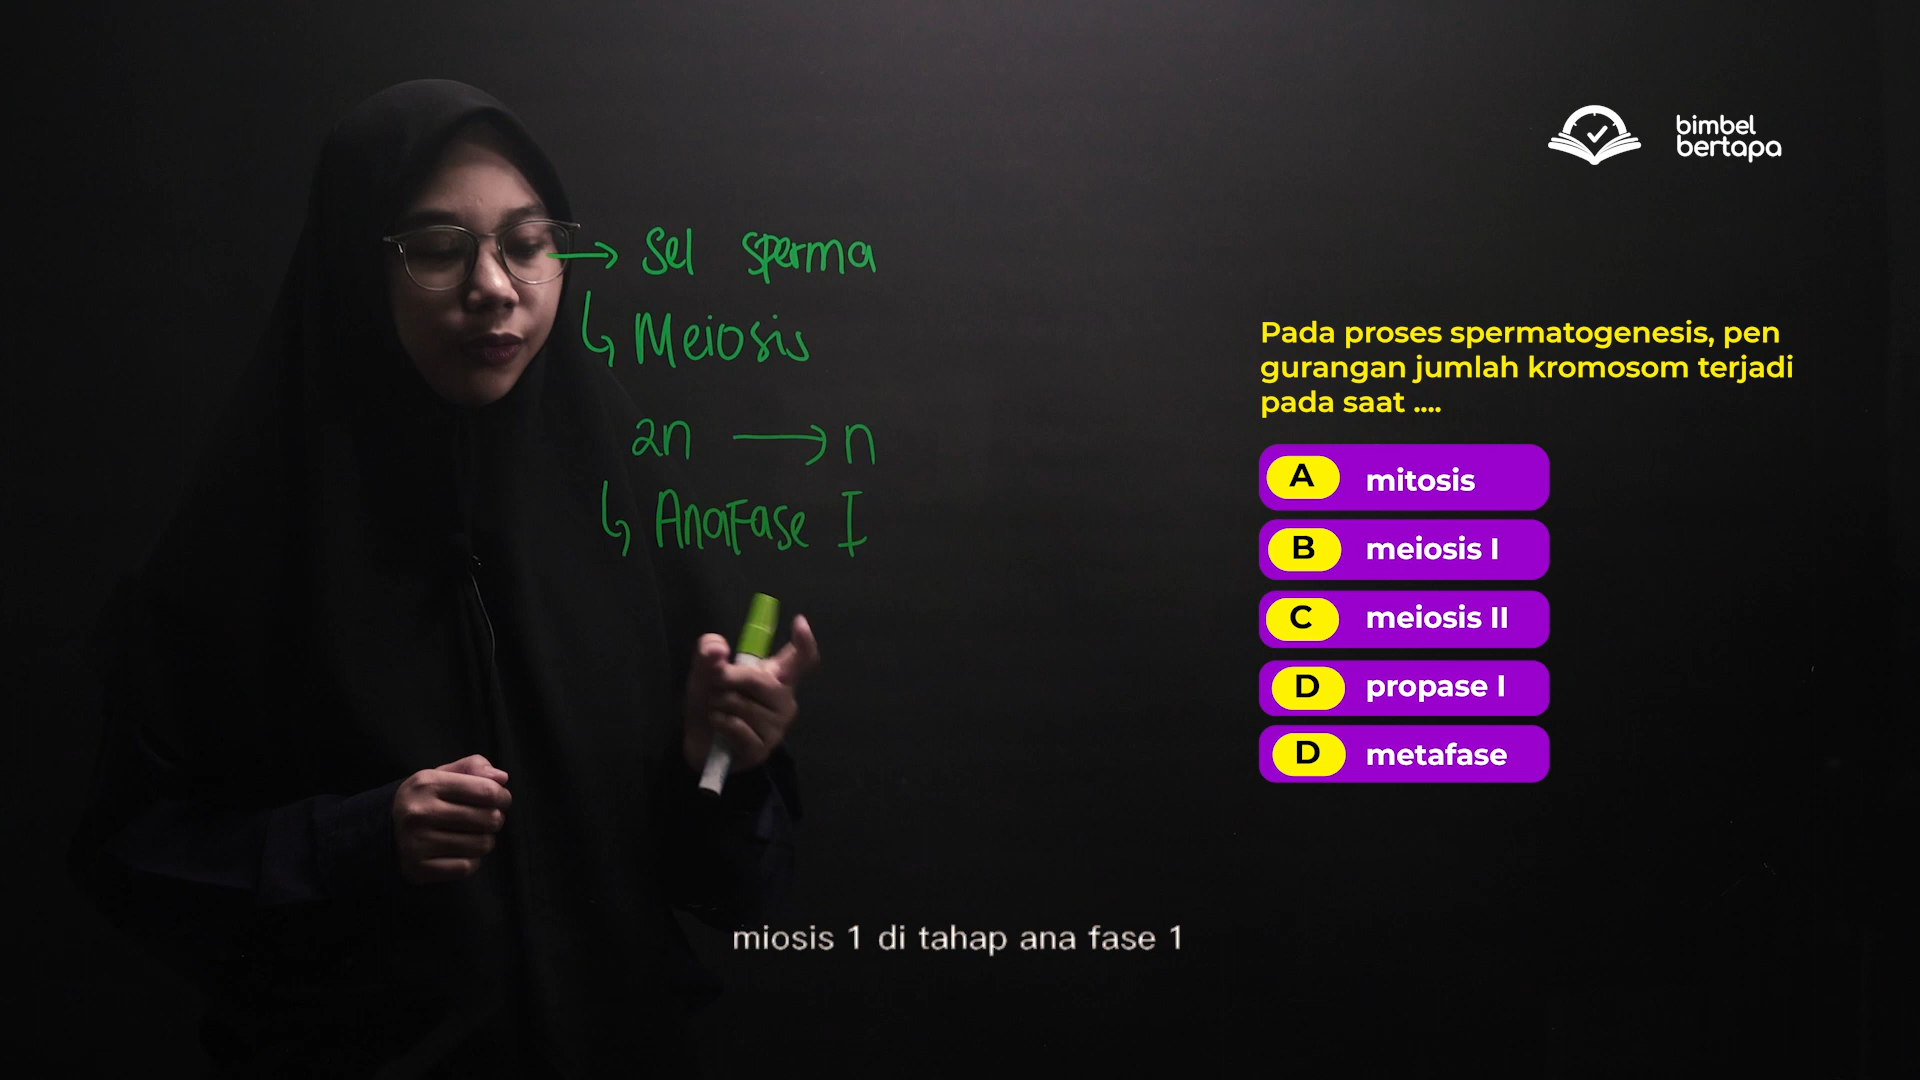 bimbel
bertapa
→ Sel sperma
↳ Meiosis
2n → n
↳ Anafase I
Pada proses spermatogenesis, pen
gurangan jumlah kromosom terjadi
pada saat ....
A mitosis
B meiosis I
C meiosis II
D propase I
D metafase
miosis 1 di tahap ana fase 1